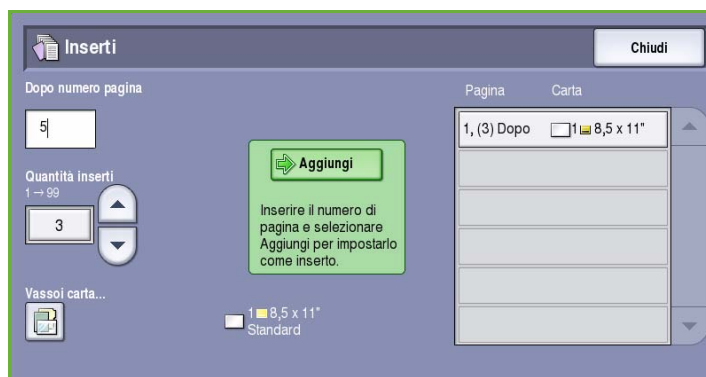 Inserti
Chiudi
Dopo numero pagina
5
Quantità inserti
1→99
3
Vassoi carta...
Aggiungi
Inserire il numero di
pagina e selezionare
Aggiungi per impostarlo
come inserto.
1 8,5 x 11"
Standard
Pagina Carta
1, (3) Dopo 1 8,5 x 11"